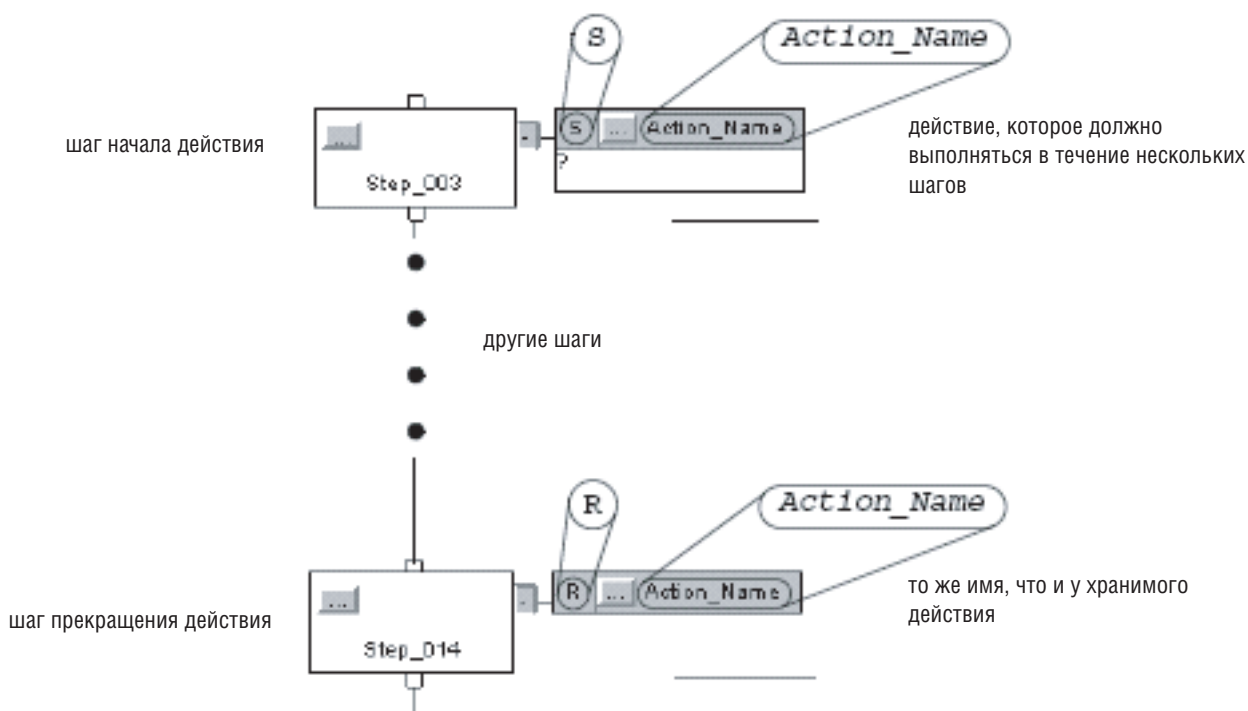 S
Action_Name
шаг начала действия
...
Step_003
S ... Action_Name
?
действие, которое должно
выполняться в течение нескольких
шагов
другие шаги
R
Action_Name
шаг прекращения действия
...
Step_014
R ... Action_Name
то же имя, что и у хранимого
действия